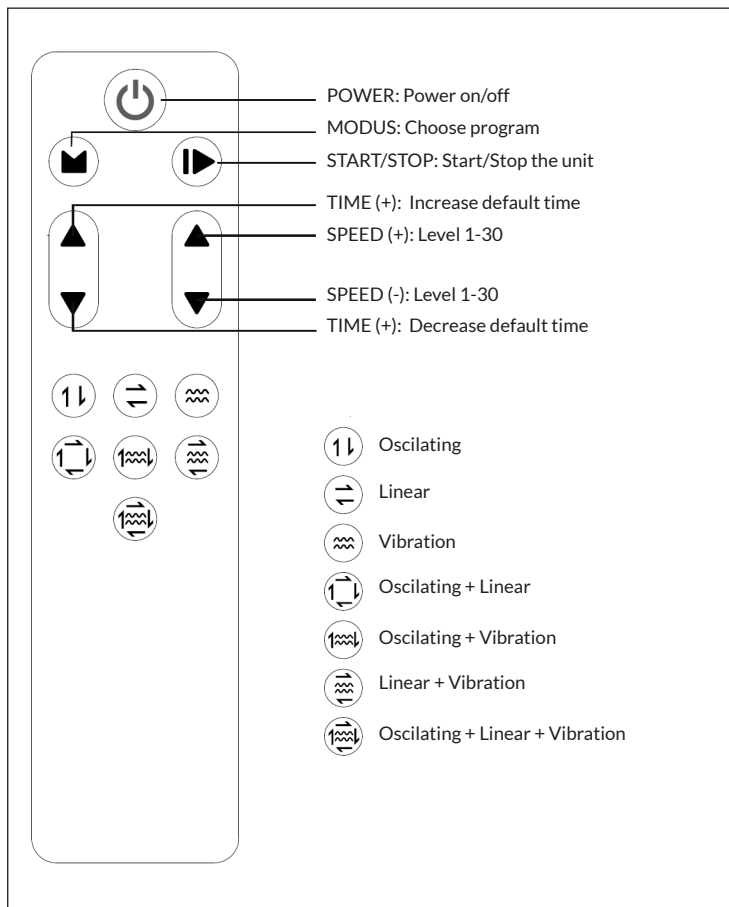 POWER: Power on/off
MODUS: Choose program
START/STOP: Start/Stop the unit
TIME (+): Increase default time
SPEED (+): Level 1-30
SPEED (-): Level 1-30
TIME (+): Decrease default time
Oscilating
Linear
Vibration
Oscilating + Linear
Oscilating + Vibration
Linear + Vibration
Oscilating + Linear + Vibration